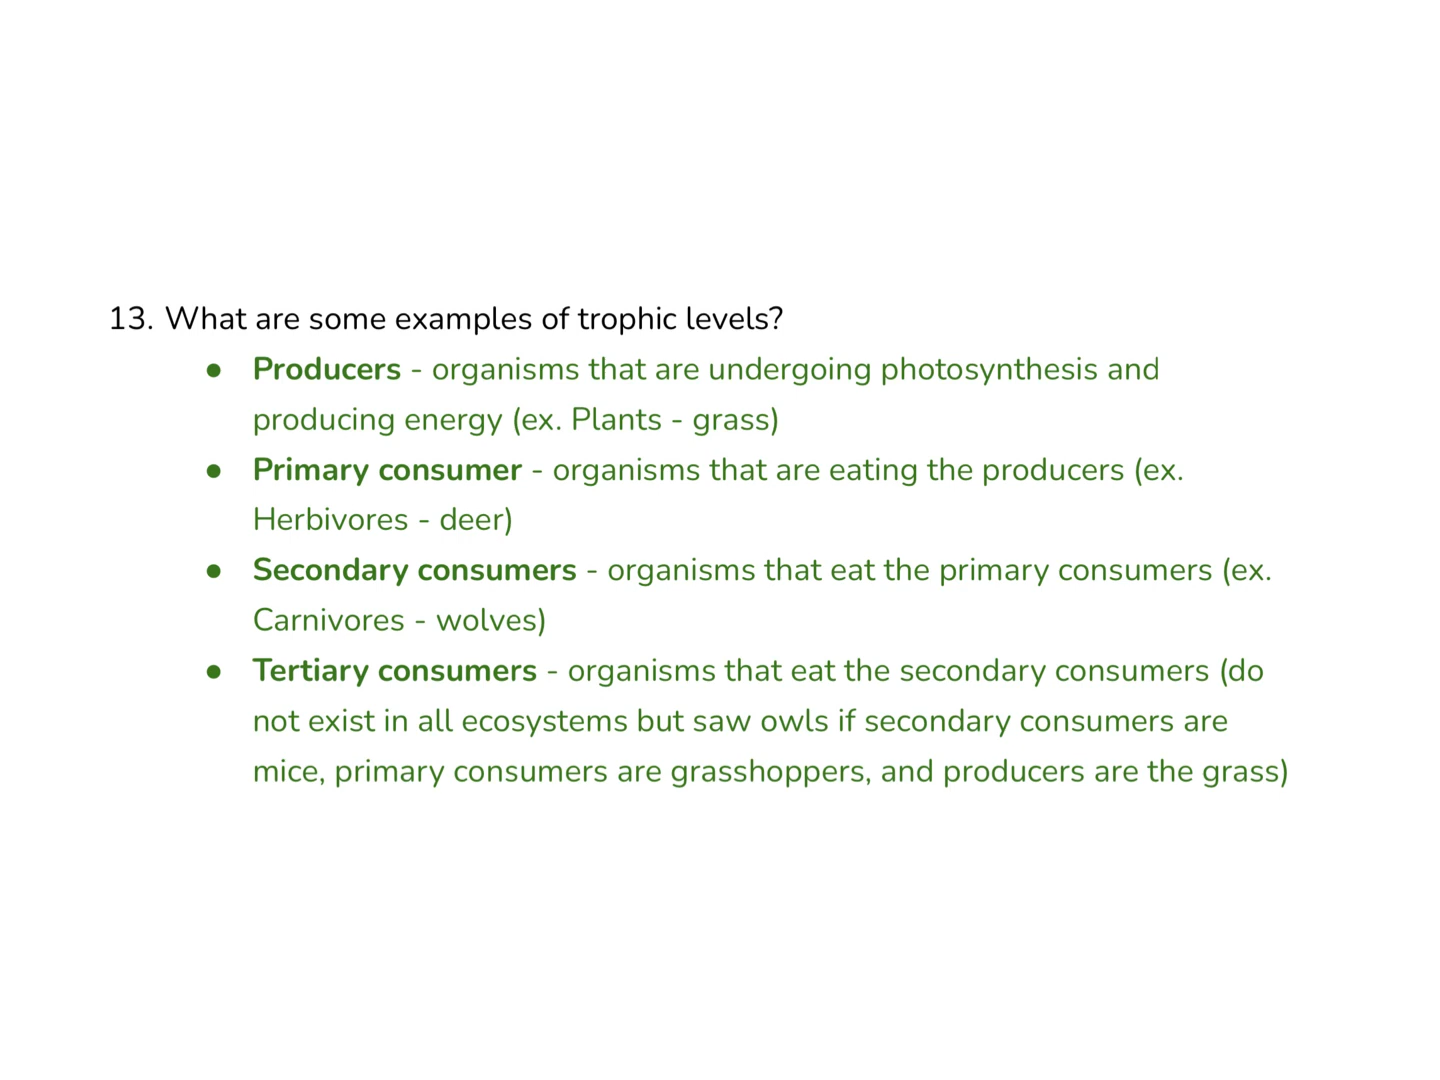 13. What are some examples of trophic levels?
● Producers - organisms that are undergoing photosynthesis and
producing energy (ex. Plants - grass)
● Primary consumer - organisms that are eating the producers (ex.
Herbivores - deer)
● Secondary consumers - organisms that eat the primary consumers (ex.
Carnivores - wolves)
● Tertiary consumers - organisms that eat the secondary consumers (do
not exist in all ecosystems but saw owls if secondary consumers are
mice, primary consumers are grasshoppers, and producers are the grass)